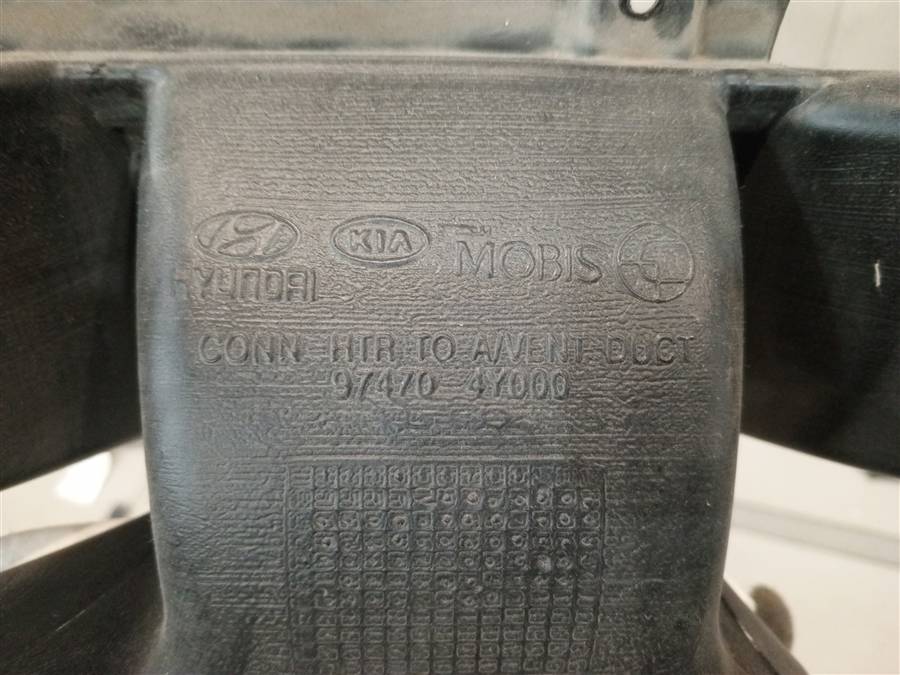 HYUNDAI KIA MOBIS
CONN-HTR TO A/VENT DUCT
97470 4Y000